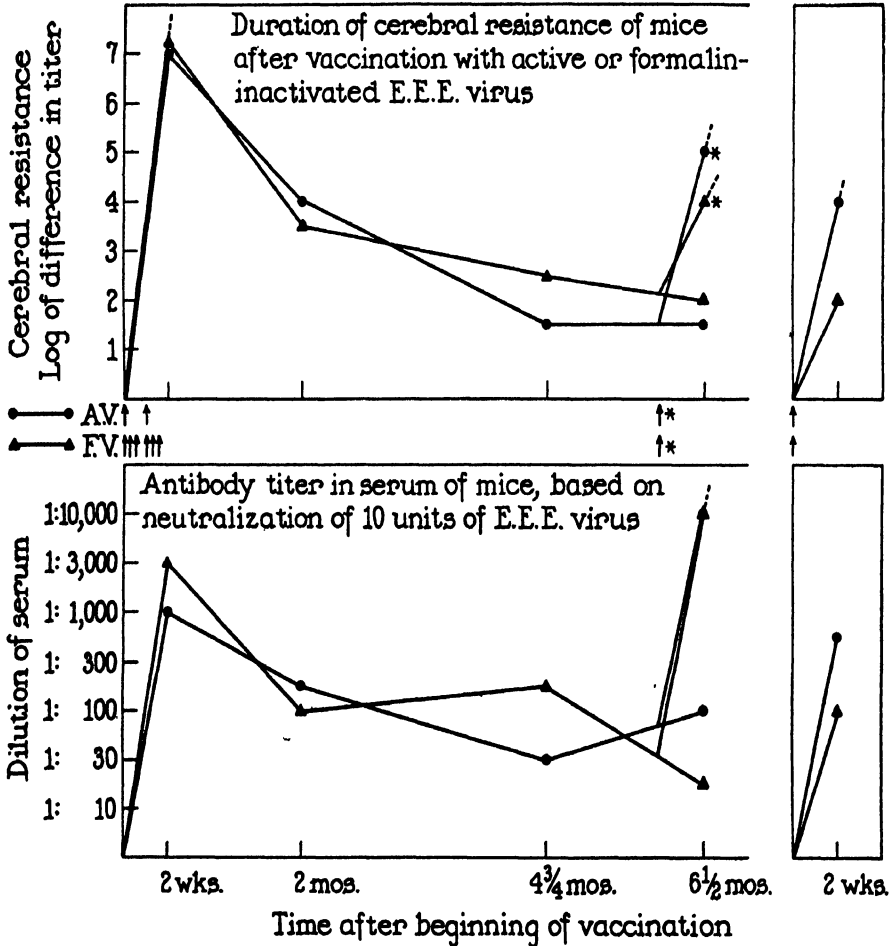 Duration of cerebral resistance of mice
after vaccination with active or formalin-
inactivated E.E.E. virus
Cerebral resistance
Log of difference in titer
7
6
5
4
3
2
1
*
*
A.V. *
F.V. *
Antibody titer in serum of mice, based on
neutralization of 10 units of E.E.E. virus
Dilution of serum
1:10,000
1: 3,000
1: 1,000
1: 300
1: 100
1: 30
1: 10
2 wks. 2 mos. 4¾ mos. 6½ mos. 2 wks.
Time after beginning of vaccination